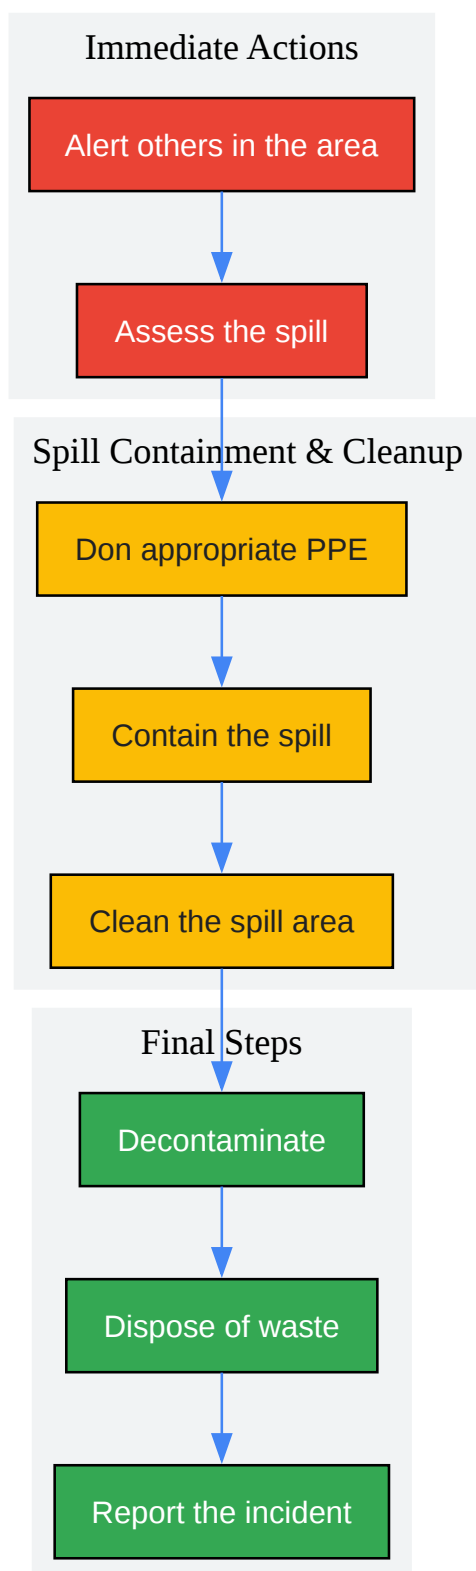 Immediate Actions
Alert others in the area
Assess the spill
Spill Containment & Cleanup
Don appropriate PPE
Contain the spill
Clean the spill area
Final Steps
Decontaminate
Dispose of waste
Report the incident